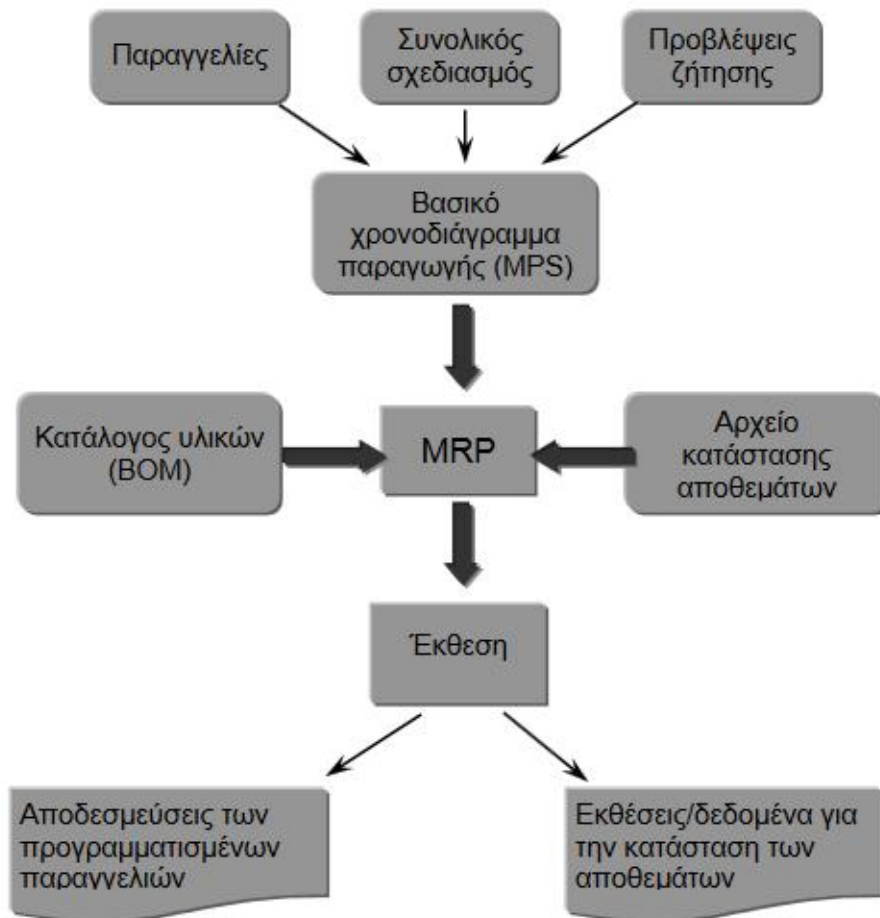 Παραγγελίες
Συνολικός
σχεδιασμός
Προβλέψεις
ζήτησης
Βασικό
χρονοδιάγραμμα
παραγωγής (MPS)
Κατάλογος υλικών
(BOM)
MRP
Αρχείο
κατάστασης
αποθεμάτων
Έκθεση
Αποδεσμεύσεις των
προγραμματισμένων
παραγγελιών
Εκθέσεις/δεδομένα για
την κατάσταση των
αποθεμάτων